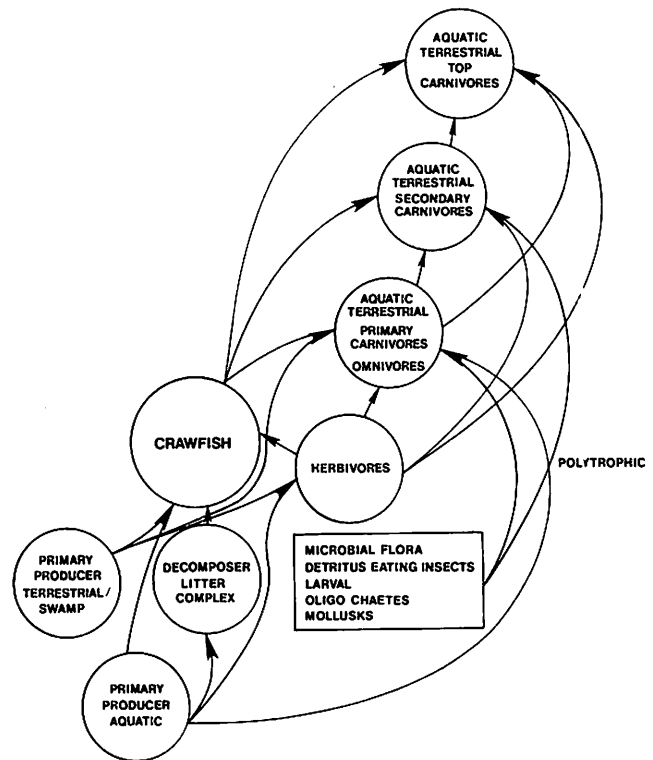 AQUATIC
TERRESTRIAL
TOP
CARNIVORES
AQUATIC
TERRESTRIAL
SECONDARY
CARNIVORES
AQUATIC
TERRESTRIAL
PRIMARY
CARNIVORES
OMNIVORES
CRAWFISH
HERBIVORES
POLYTROPHIC
PRIMARY
PRODUCER
TERRESTRIAL/
SWAMP
DECOMPOSER
LITTER
COMPLEX
MICROBIAL FLORA
DETRITUS EATING INSECTS
LARVAL
OLIGO CHAETES
MOLLUSKS
PRIMARY
PRODUCER
AQUATIC